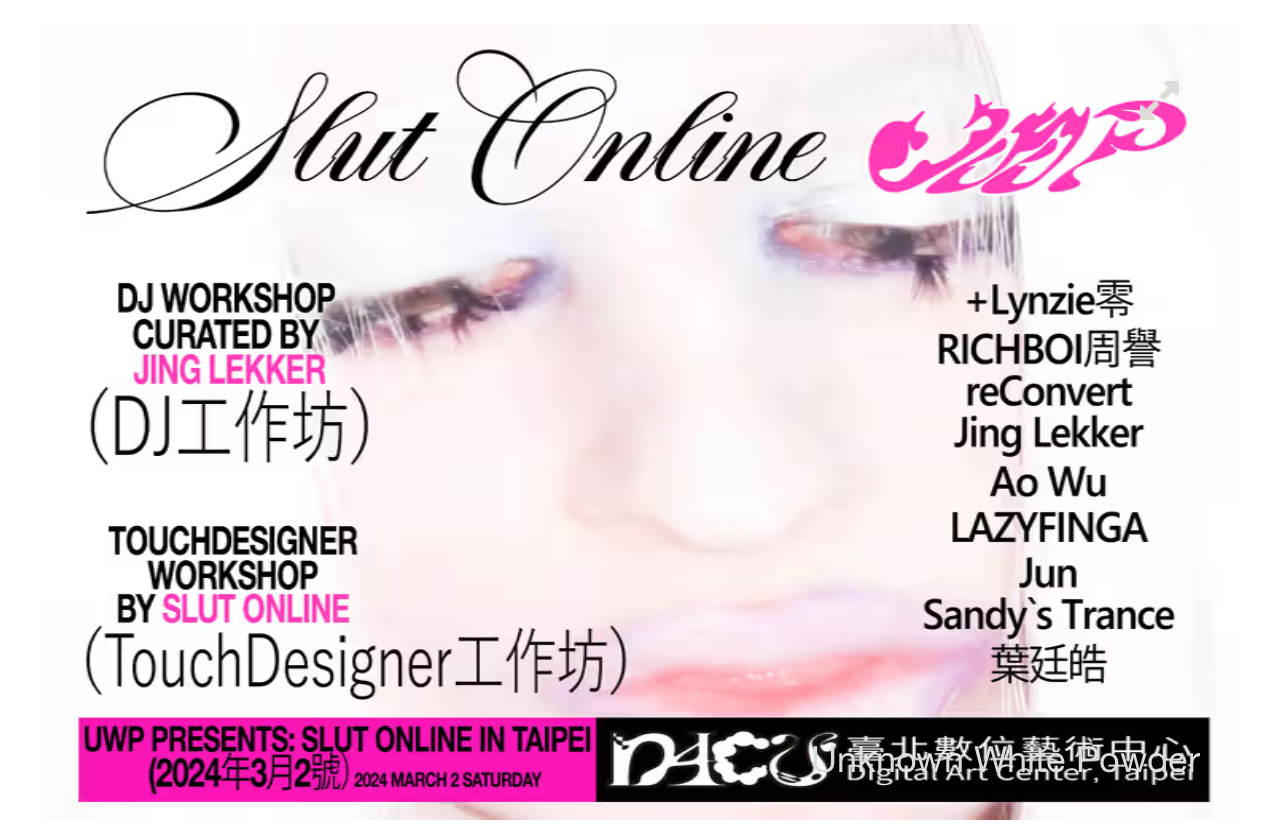 Slut Online UWP
DJ WORKSHOP
CURATED BY
JING LEKKER
(DJ工作坊)
TOUCHDESIGNER
WORKSHOP
BY SLUT ONLINE
(TouchDesigner工作坊)
+Lynzie零
RICHBOI周譽
reConvert
Jing Lekker
Ao Wu
LAZYFINGA
Jun
Sandy`s Trance
葉廷皓
UWP PRESENTS: SLUT ONLINE IN TAIPEI
(2024年3月2號) 2024 MARCH 2 SATURDAY
DACU
臺北數位藝術中心
Digital Art Center, Taipei
Unknown White Powder